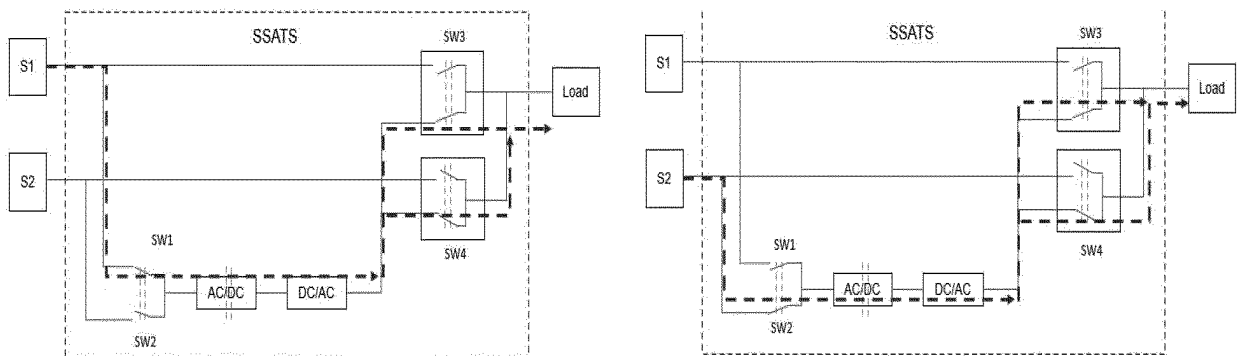 SSATS
SW3
S1
Load
S2
SW1
SW4
AC/DC
DC/AC
SW2
SSATS
SW3
S1
Load
S2
SW1
SW4
AC/DC
DC/AC
SW2